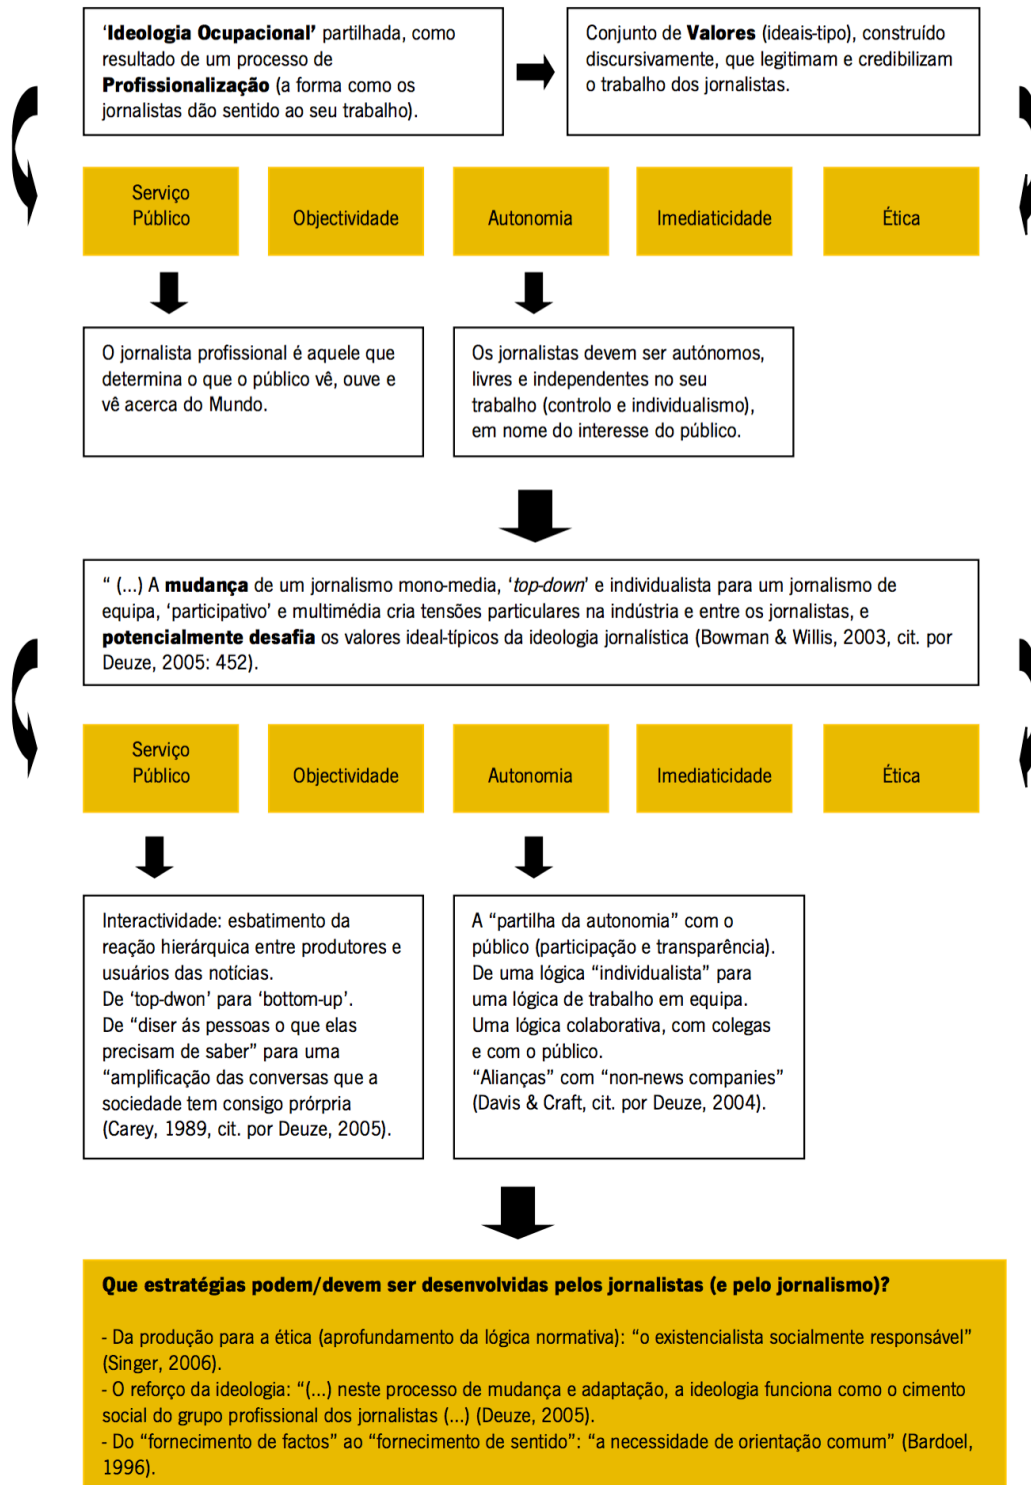 ‘Ideologia Ocupacional’ partilhada, como
resultado de um processo de
Profissionalização (a forma como os
jornalistas dão sentido ao seu trabalho).
Conjunto de Valores (ideais-tipo), construído
discursivamente, que legitimam e credibilizam
o trabalho dos jornalistas.
Serviço
Público
Objectividade
Autonomia
Imediaticidade
Ética
O jornalista profissional é aquele que
determina o que o público vê, ouve e
vê acerca do Mundo.
Os jornalistas devem ser autónomos,
livres e independentes no seu
trabalho (controlo e individualismo),
em nome do interesse do público.
“ (...) A mudança de um jornalismo mono-media, ‘top-down’ e individualista para um jornalismo de
equipa, ‘participativo’ e multimédia cria tensões particulares na indústria e entre os jornalistas, e
potencialmente desafia os valores ideal-típicos da ideologia jornalística (Bowman & Willis, 2003, cit. por
Deuze, 2005: 452).
Serviço
Público
Objectividade
Autonomia
Imediaticidade
Ética
Interactividade: esbatimento da
reação hierárquica entre produtores e
usuários das notícias.
De ‘top-dwon’ para ‘bottom-up’.
De “diser ás pessoas o que elas
precisam de saber” para uma
“amplificação das conversas que a
sociedade tem consigo prórpria
(Carey, 1989, cit. por Deuze, 2005).
A “partilha da autonomia” com o
público (participação e transparência).
De uma lógica “individualista” para
uma lógica de trabalho em equipa.
Uma lógica colaborativa, com colegas
e com o público.
“Alianças” com “non-news companies”
(Davis & Craft, cit. por Deuze, 2004).
Que estratégias podem/devem ser desenvolvidas pelos jornalistas (e pelo jornalismo)?
- Da produção para a ética (aprofundamento da lógica normativa): “o existencialista socialmente responsável”
(Singer, 2006).
- O reforço da ideologia: “(...) neste processo de mudança e adaptação, a ideologia funciona como o cimento
social do grupo profissional dos jornalistas (...) (Deuze, 2005).
- Do “fornecimento de factos” ao “fornecimento de sentido”: “a necessidade de orientação comum” (Bardoel,
1996).